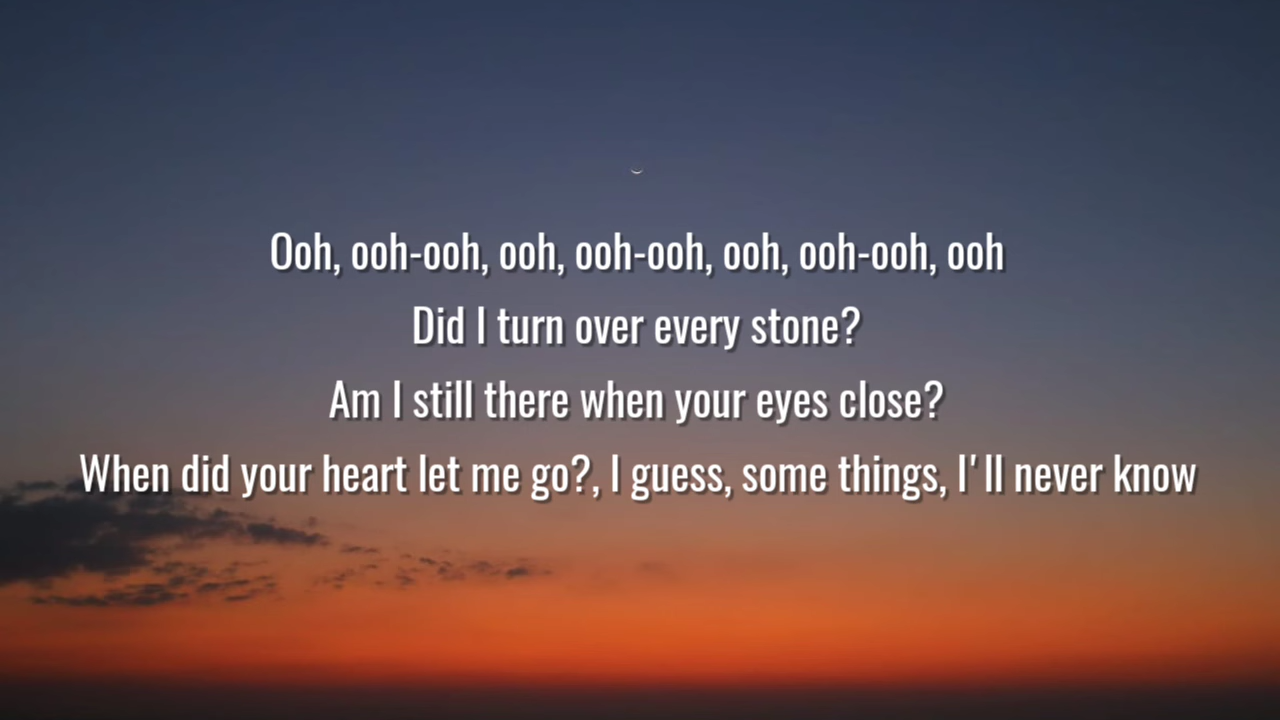 Ooh, ooh-ooh, ooh, ooh-ooh, ooh, ooh-ooh, ooh
Did I turn over every stone?
Am I still there when your eyes close?
When did your heart let me go?, I guess, some things, I'll never know